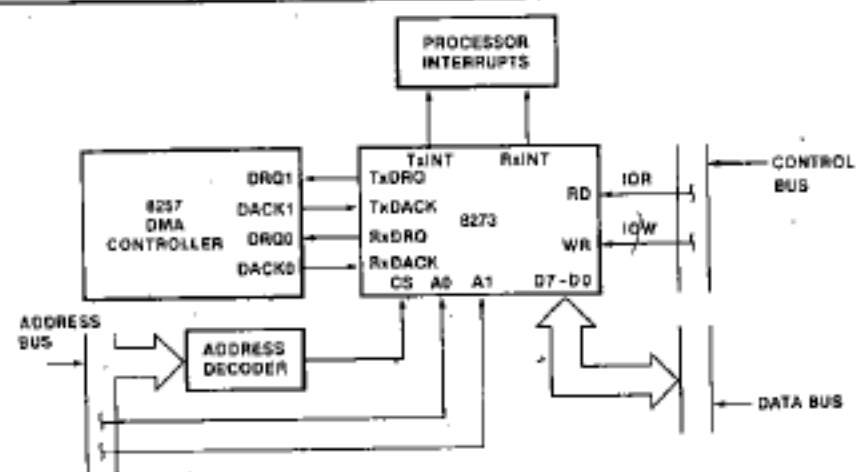 PROCESSOR
INTERRUPTS
TxINT
RxINT
8257
DMA
CONTROLLER
DRQ1
DACK1
DRQ0
DACK0
TxDRQ
TxDACK
RxDRQ
RxDACK
8273
CS
A0
A1
D7-D0
RD
WR
IOR
IOW
CONTROL
BUS
ADDRESS
BUS
ADDRESS
DECODER
DATA BUS